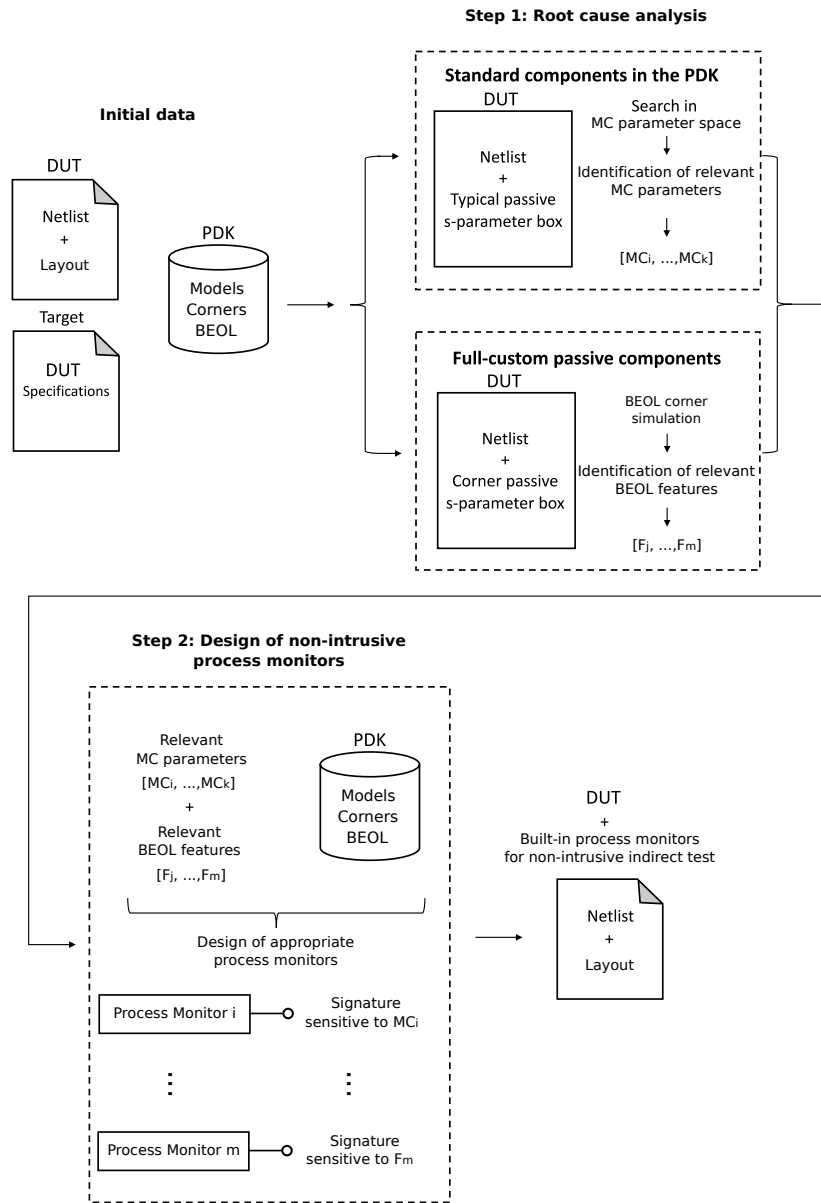 Step 1: Root cause analysis
Initial data
DUT
Netlist
+
Layout
Target
DUT
Specifications
PDK
Models
Corners
BEOL
Standard components in the PDK
DUT
Netlist
+
Typical passive
s-parameter box
Search in
MC parameter space
Identification of relevant
MC parameters
[MCi, ...,MCk]
Full-custom passive components
DUT
Netlist
+
Corner passive
s-parameter box
BEOL corner
simulation
Identification of relevant
BEOL features
[Fj, ...,Fm]
Step 2: Design of non-intrusive
process monitors
Relevant
MC parameters
[MCi, ...,MCk]
+
Relevant
BEOL features
[Fj, ...,Fm]
PDK
Models
Corners
BEOL
Design of appropriate
process monitors
Process Monitor i
Signature
sensitive to MCi
⋮ ⋮
Process Monitor m
Signature
sensitive to Fm
DUT
+
Built-in process monitors
for non-intrusive indirect test
Netlist
+
Layout